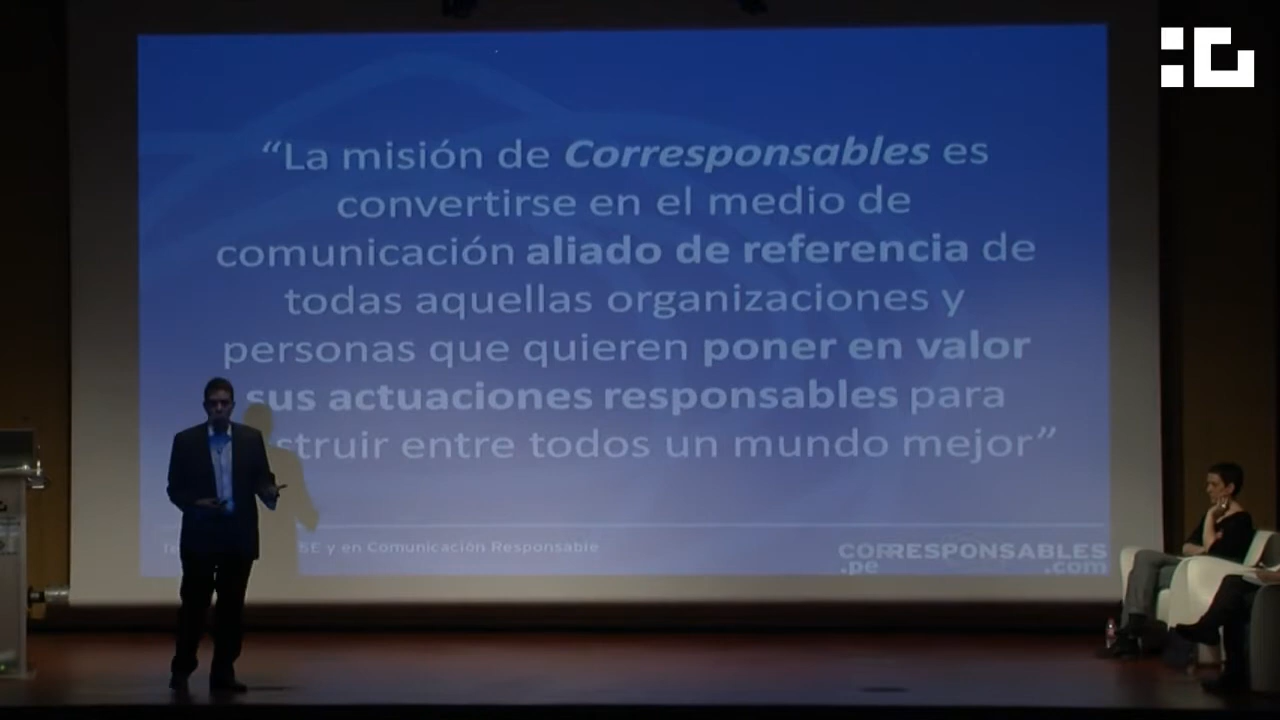 “La misión de Corresponsables es
convertirse en el medio de
comunicación aliado de referencia de
todas aquellas organizaciones y
personas que quieren poner en valor
sus actuaciones responsables para
struir entre todos un mundo mejor”
SE y en Comunicación Responsable
CORRESPONSABLES
.pe .com